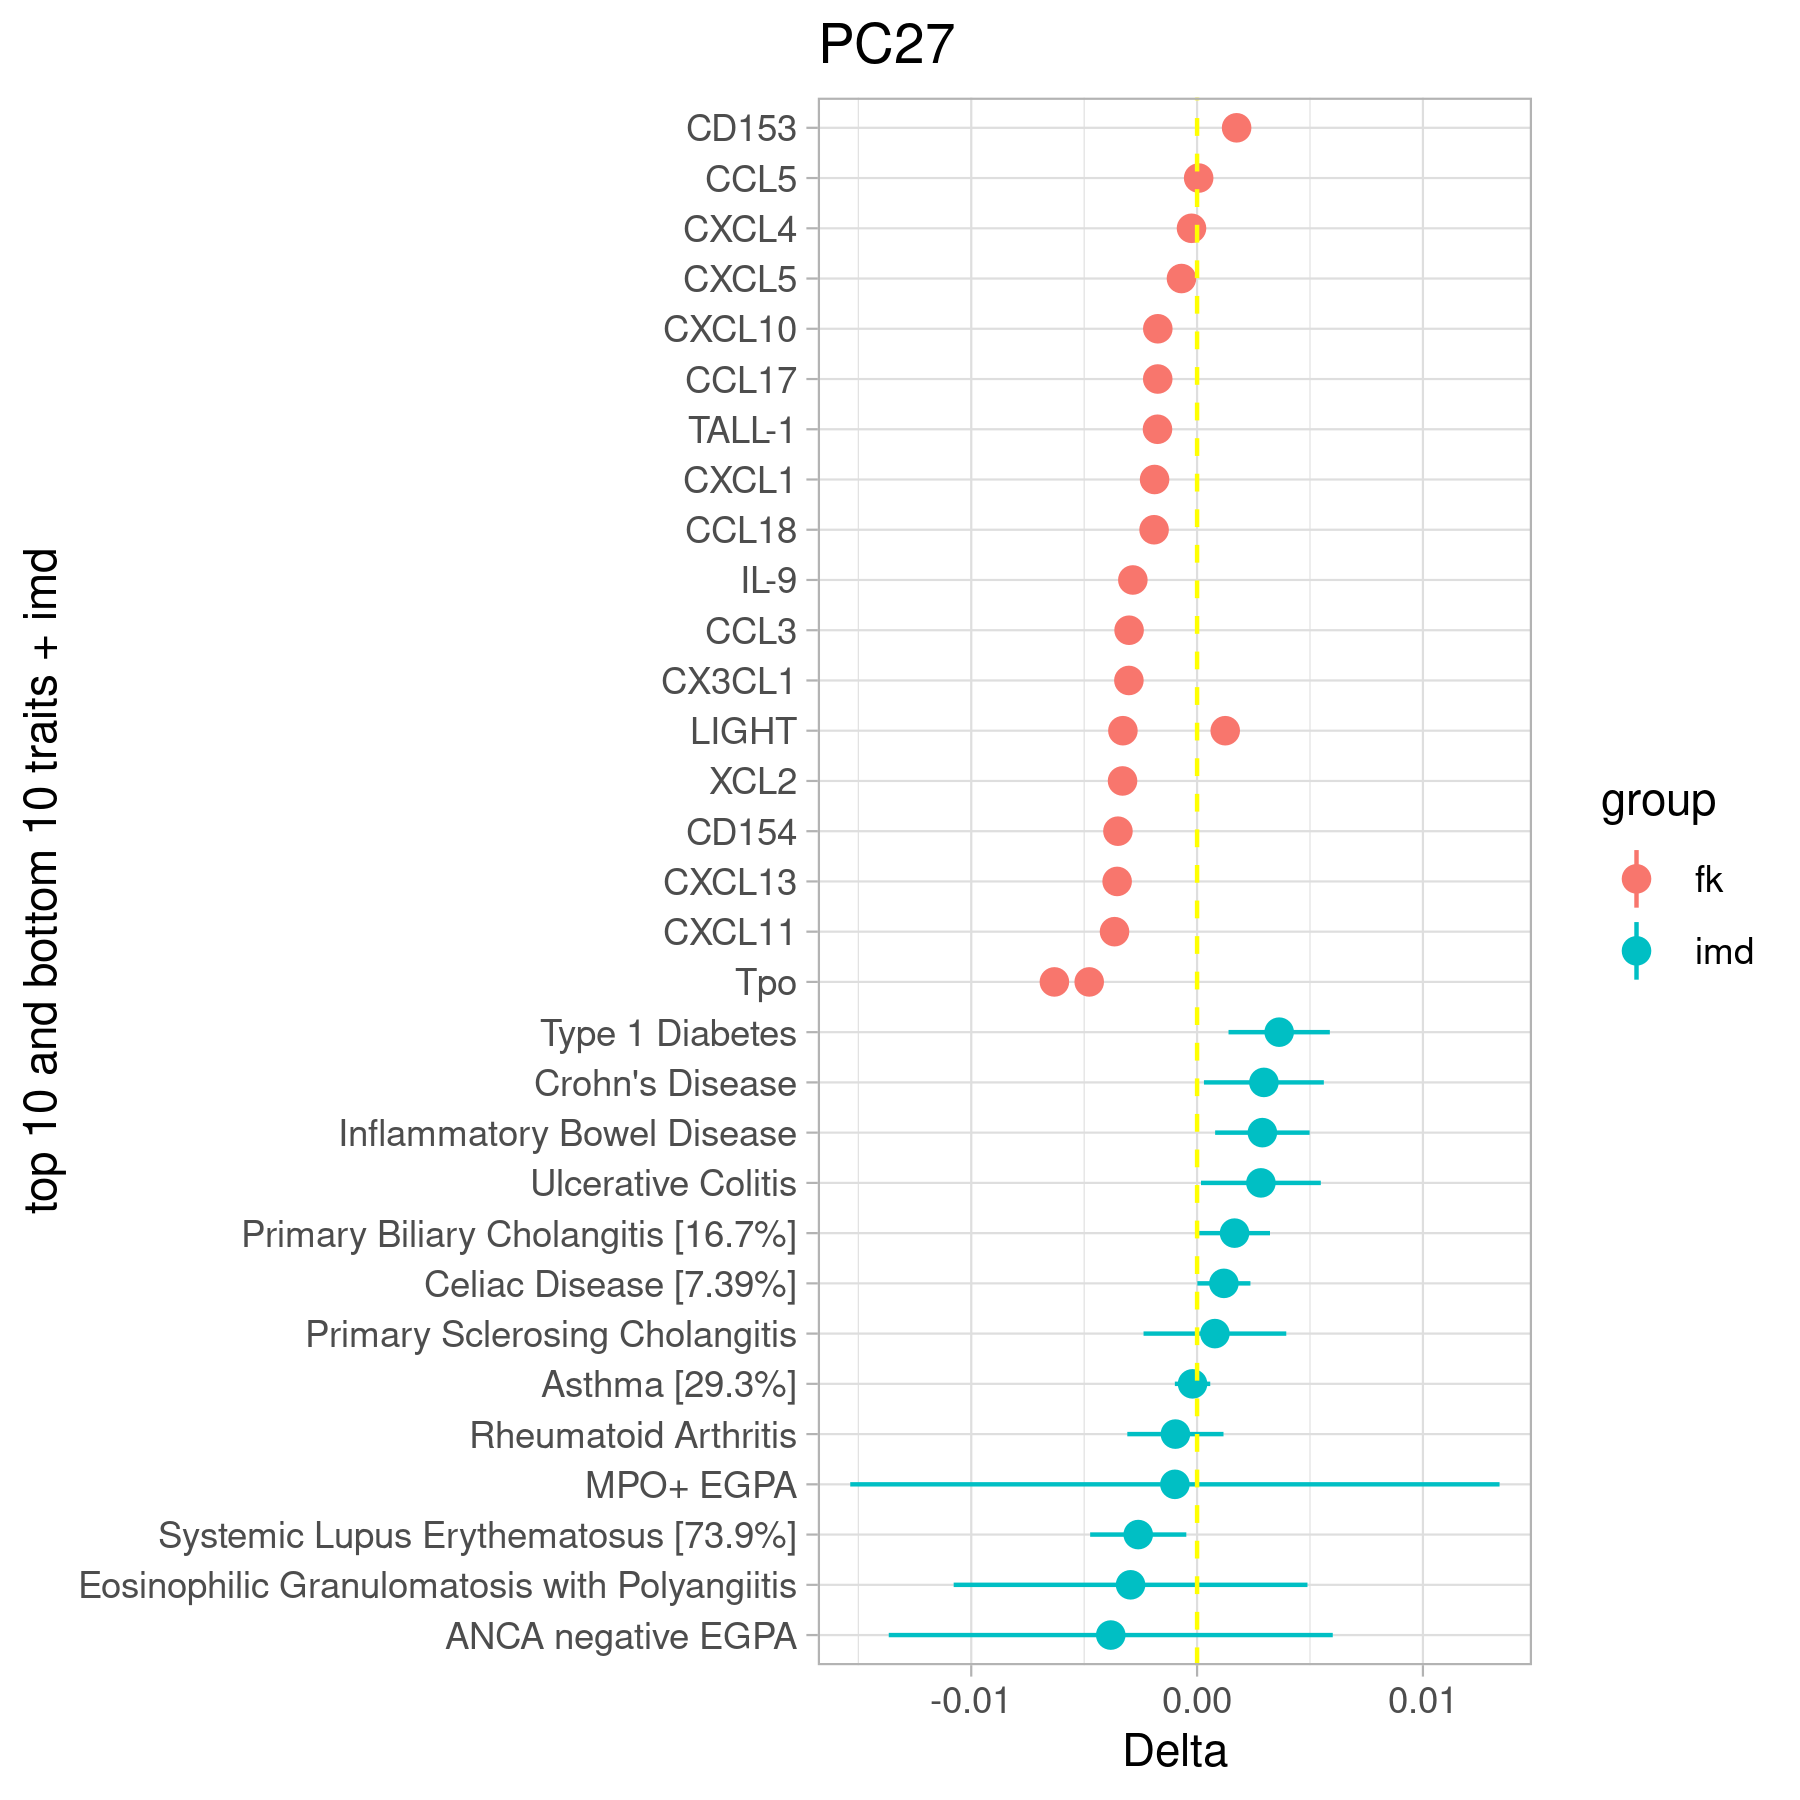 PC27
top 10 and bottom 10 traits + imd
CD153
CCL5
CXCL4
CXCL5
CXCL10
CCL17
TALL-1
CXCL1
CCL18
IL-9
CCL3
CX3CL1
LIGHT
XCL2
CD154
CXCL13
CXCL11
Tpo
Type 1 Diabetes
Crohn's Disease
Inflammatory Bowel Disease
Ulcerative Colitis
Primary Biliary Cholangitis [16.7%]
Celiac Disease [7.39%]
Primary Sclerosing Cholangitis
Asthma [29.3%]
Rheumatoid Arthritis
MPO+ EGPA
Systemic Lupus Erythematosus [73.9%]
Eosinophilic Granulomatosis with Polyangiitis
ANCA negative EGPA
-0.01 0.00 0.01
Delta
group
fk
imd